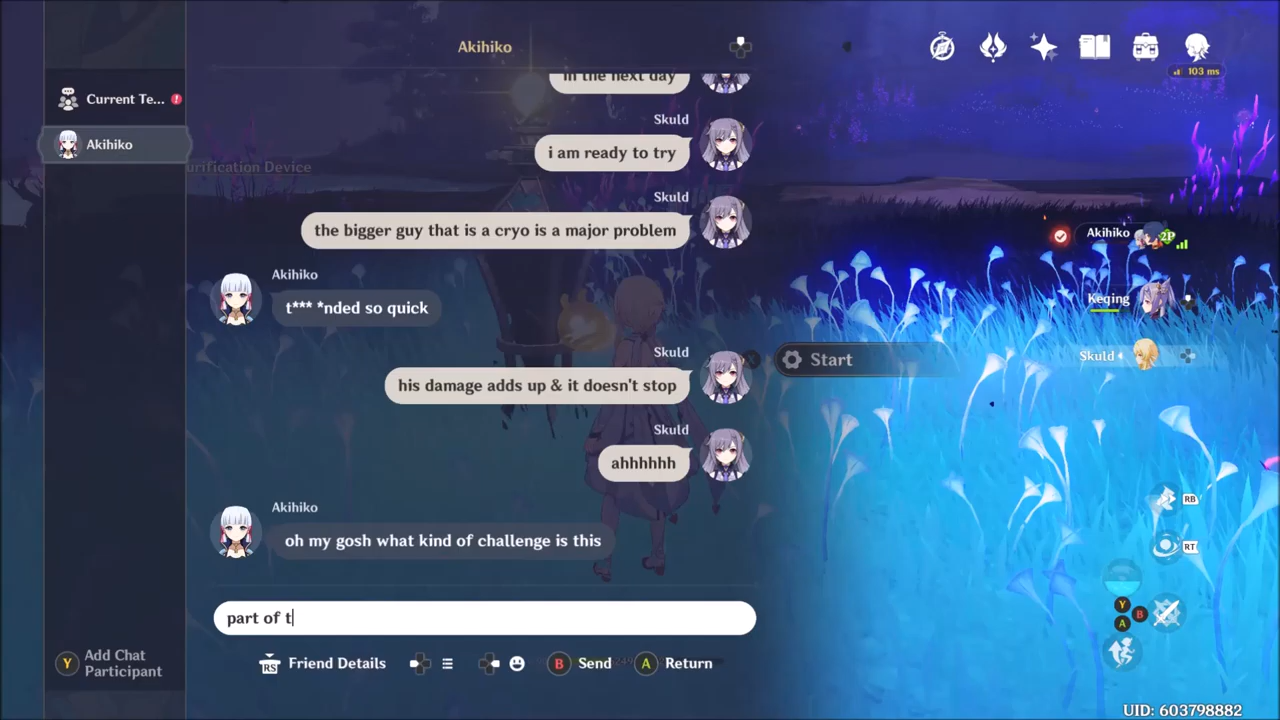 Akihiko
103 ms
Current Te...
Akihiko
urification Device
in the next day
Skuld
i am ready to try
Skuld
the bigger guy that is a cryo is a major problem
Akihiko
t*** *nded so quick
Skuld
his damage adds up & it doesn't stop
Skuld
ahhhhhh
Akihiko
oh my gosh what kind of challenge is this
part of t
Akihiko
2P
Keqing
Skuld
Start
RB
RT
Y
B
A
Y
Add Chat
Participant
RS
Friend Details
B
Send
A
Return
UID: 603798882